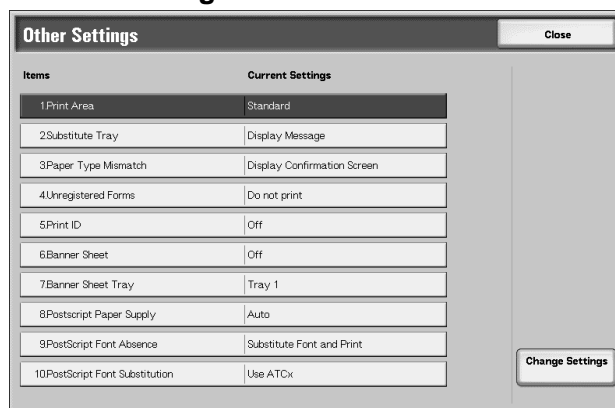 Other Settings
Close
Items
Current Settings
1.Print Area
Standard
2.Substitute Tray
Display Message
3.Paper Type Mismatch
Display Confirmation Screen
4.Unregistered Forms
Do not print
5.Print ID
Off
6.Banner Sheet
Off
7.Banner Sheet Tray
Tray 1
8.Postscript Paper Supply
Auto
9.PostScript Font Absence
Substitute Font and Print
10.PostScript Font Substitution
Use ATCx
Change Settings